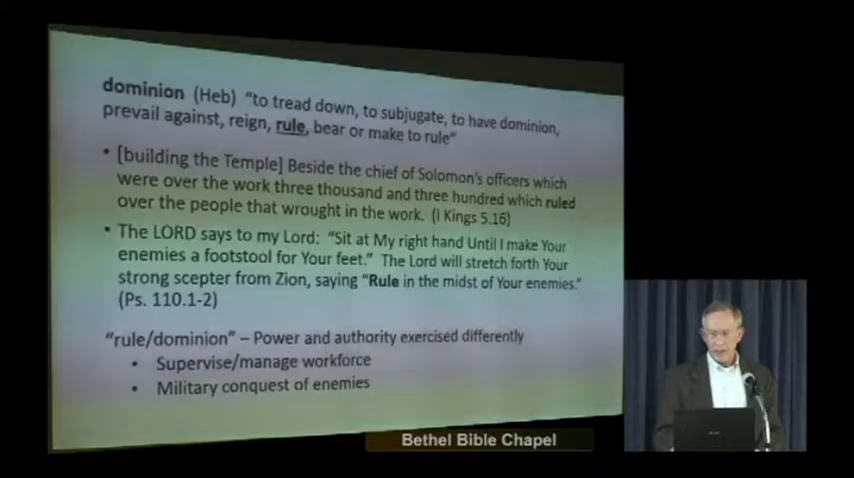 dominion (Heb) "to tread down, to subjugate, to have dominion,
prevail against, reign, rule, bear or make to rule"
• [building the Temple] Beside the chief of Solomon's officers which
were over the work three thousand and three hundred which ruled
over the people that wrought in the work. (I Kings 5.16)
• The LORD says to my Lord: "Sit at My right hand Until I make Your
enemies a footstool for Your feet." The Lord will stretch forth Your
strong scepter from Zion, saying "Rule in the midst of Your enemies."
(Ps. 110.1-2)
"rule/dominion" – Power and authority exercised differently
• Supervise/manage workforce
• Military conquest of enemies
Bethel Bible Chapel